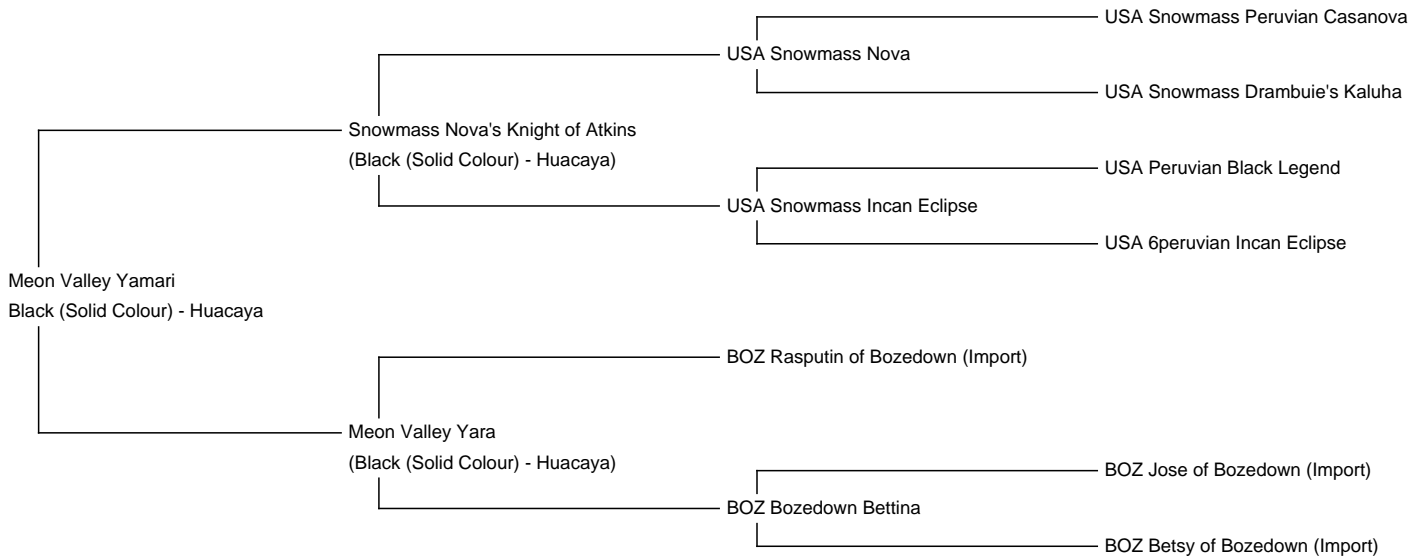 USA Snowmass Peruvian Casanova
USA Snowmass Nova
USA Snowmass Drambuie's Kaluha
Snowmass Nova's Knight of Atkins
(Black (Solid Colour) - Huacaya)
USA Peruvian Black Legend
USA Snowmass Incan Eclipse
USA 6peruvian Incan Eclipse
Meon Valley Yamari
Black (Solid Colour) - Huacaya
BOZ Rasputin of Bozedown (Import)
Meon Valley Yara
(Black (Solid Colour) - Huacaya)
BOZ Jose of Bozedown (Import)
BOZ Bozedown Bettina
BOZ Betsy of Bozedown (Import)